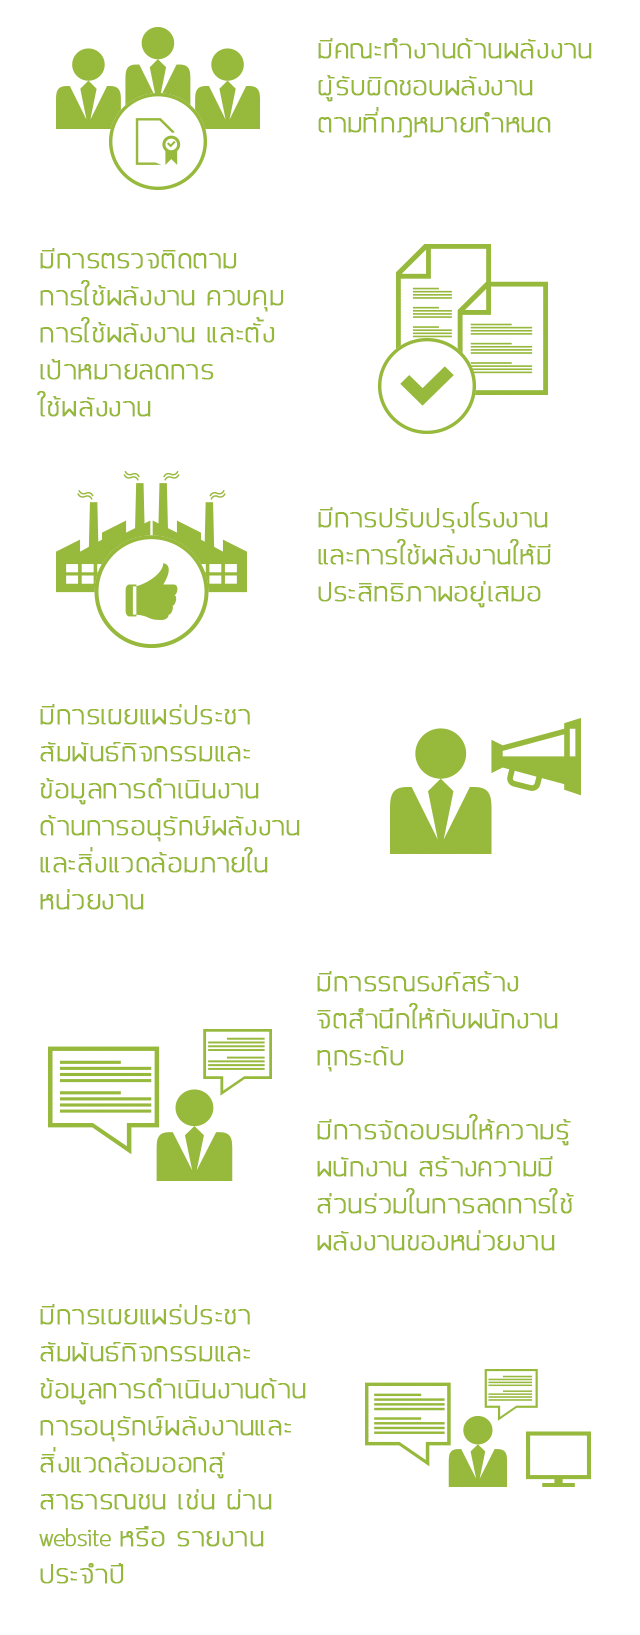 มีคณะทำงานด้านพลังงาน
ผู้รับผิดชอบพลังงาน
ตามที่กฎหมายกำหนด
มีการตรวจติดตาม
การใช้พลังงาน ควบคุม
การใช้พลังงาน และตั้ง
เป้าหมายลดการ
ใช้พลังงาน
มีการปรับปรุงโรงงาน
และการใช้พลังงานให้มี
ประสิทธิภาพอยู่เสมอ
มีการเผยแพร่ประชา
สัมพันธ์กิจกรรมและ
ข้อมูลการดำเนินงาน
ด้านการอนุรักษ์พลังงาน
และสิ่งแวดล้อมภายใน
หน่วยงาน
มีการรณรงค์สร้าง
จิตสำนึกให้กับพนักงาน
ทุกระดับ
มีการจัดอบรมให้ความรู้
พนักงาน สร้างความมี
ส่วนร่วมในการลดการใช้
พลังงานของหน่วยงาน
มีการเผยแพร่ประชา
สัมพันธ์กิจกรรมและ
ข้อมูลการดำเนินงานด้าน
การอนุรักษ์พลังงานและ
สิ่งแวดล้อมออกสู่
สาธารณชน เช่น ผ่าน
website หรือ รายงาน
ประจำปี